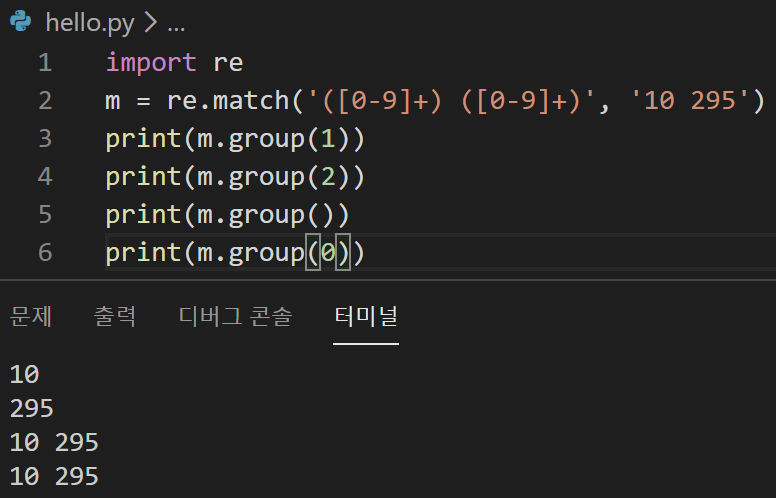 hello.py > ...
1 import re
2 m = re.match('([0-9]+) ([0-9]+)', '10 295')
3 print(m.group(1))
4 print(m.group(2))
5 print(m.group())
6 print(m.group(0))
문제 출력 디버그 콘솔 터미널
10
295
10 295
10 295